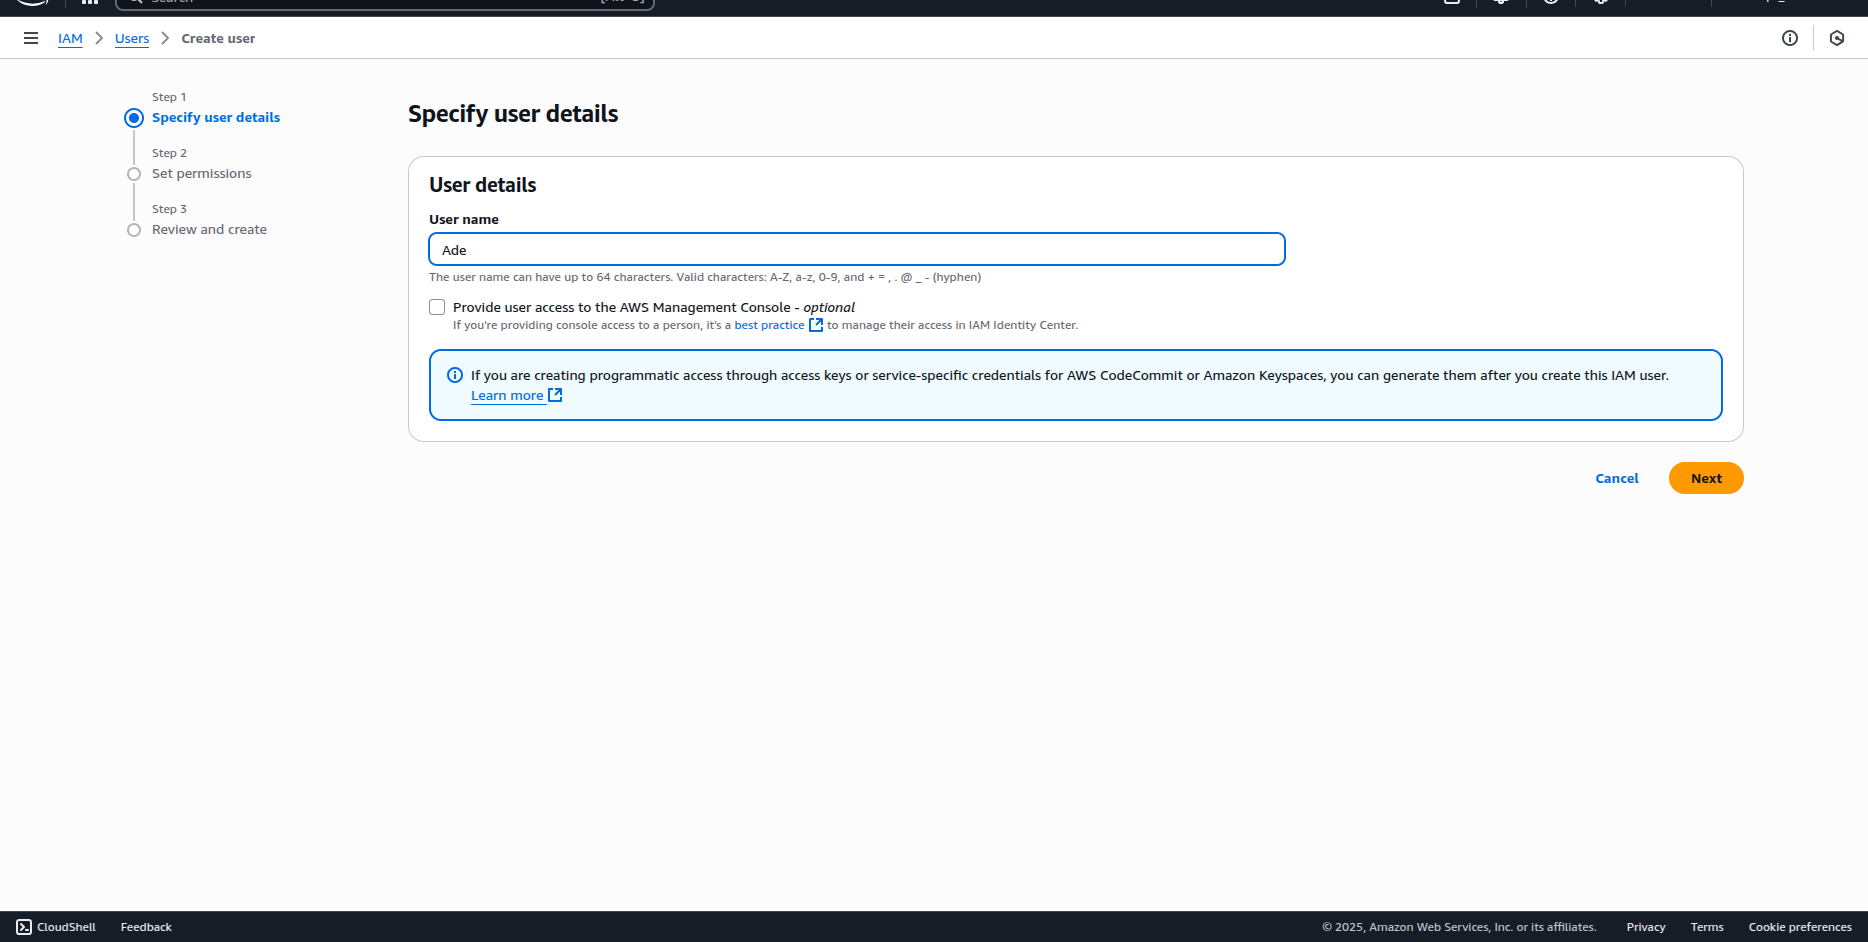 IAM > Users > Create user
Step 1
Specify user details
Step 2
Set permissions
Step 3
Review and create
Specify user details
User details
User name
Ade
The user name can have up to 64 characters. Valid characters: A-Z, a-z, 0-9, and + = , . @ _ - (hyphen)
Provide user access to the AWS Management Console - optional
If you're providing console access to a person, it's a best practice to manage their access in IAM Identity Center.
If you are creating programmatic access through access keys or service-specific credentials for AWS CodeCommit or Amazon Keyspaces, you can generate them after you create this IAM user.
Learn more
Cancel Next
CloudShell Feedback © 2025, Amazon Web Services, Inc. or its affiliates. Privacy Terms Cookie preferences